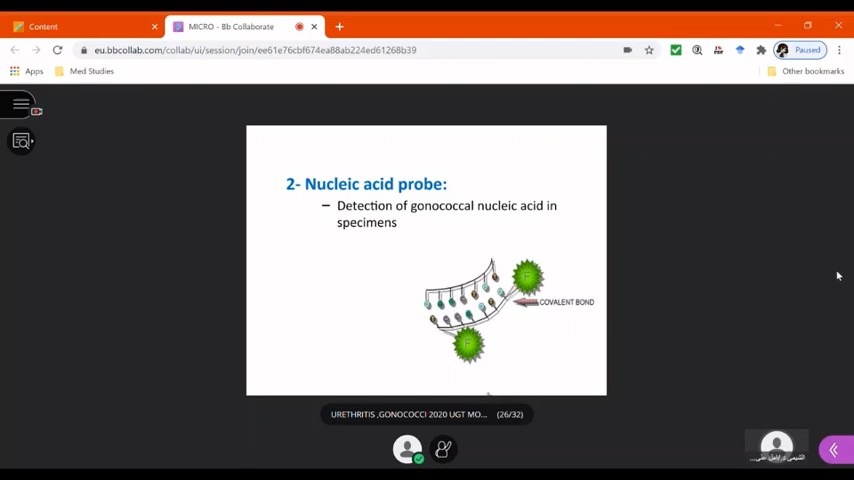 Content
MICRO - Bb Collaborate
eu.bbcollab.com/collab/ui/session/join/ee61e76cbf674ea88ab224ed61268b39
Paused
Apps
Med Studies
Other bookmarks
2- Nucleic acid probe:
– Detection of gonococcal nucleic acid in
specimens
F
COVALENT BOND
F
URETHRITIS ,GONOCOCCI 2020 UGT MO... (26/32)